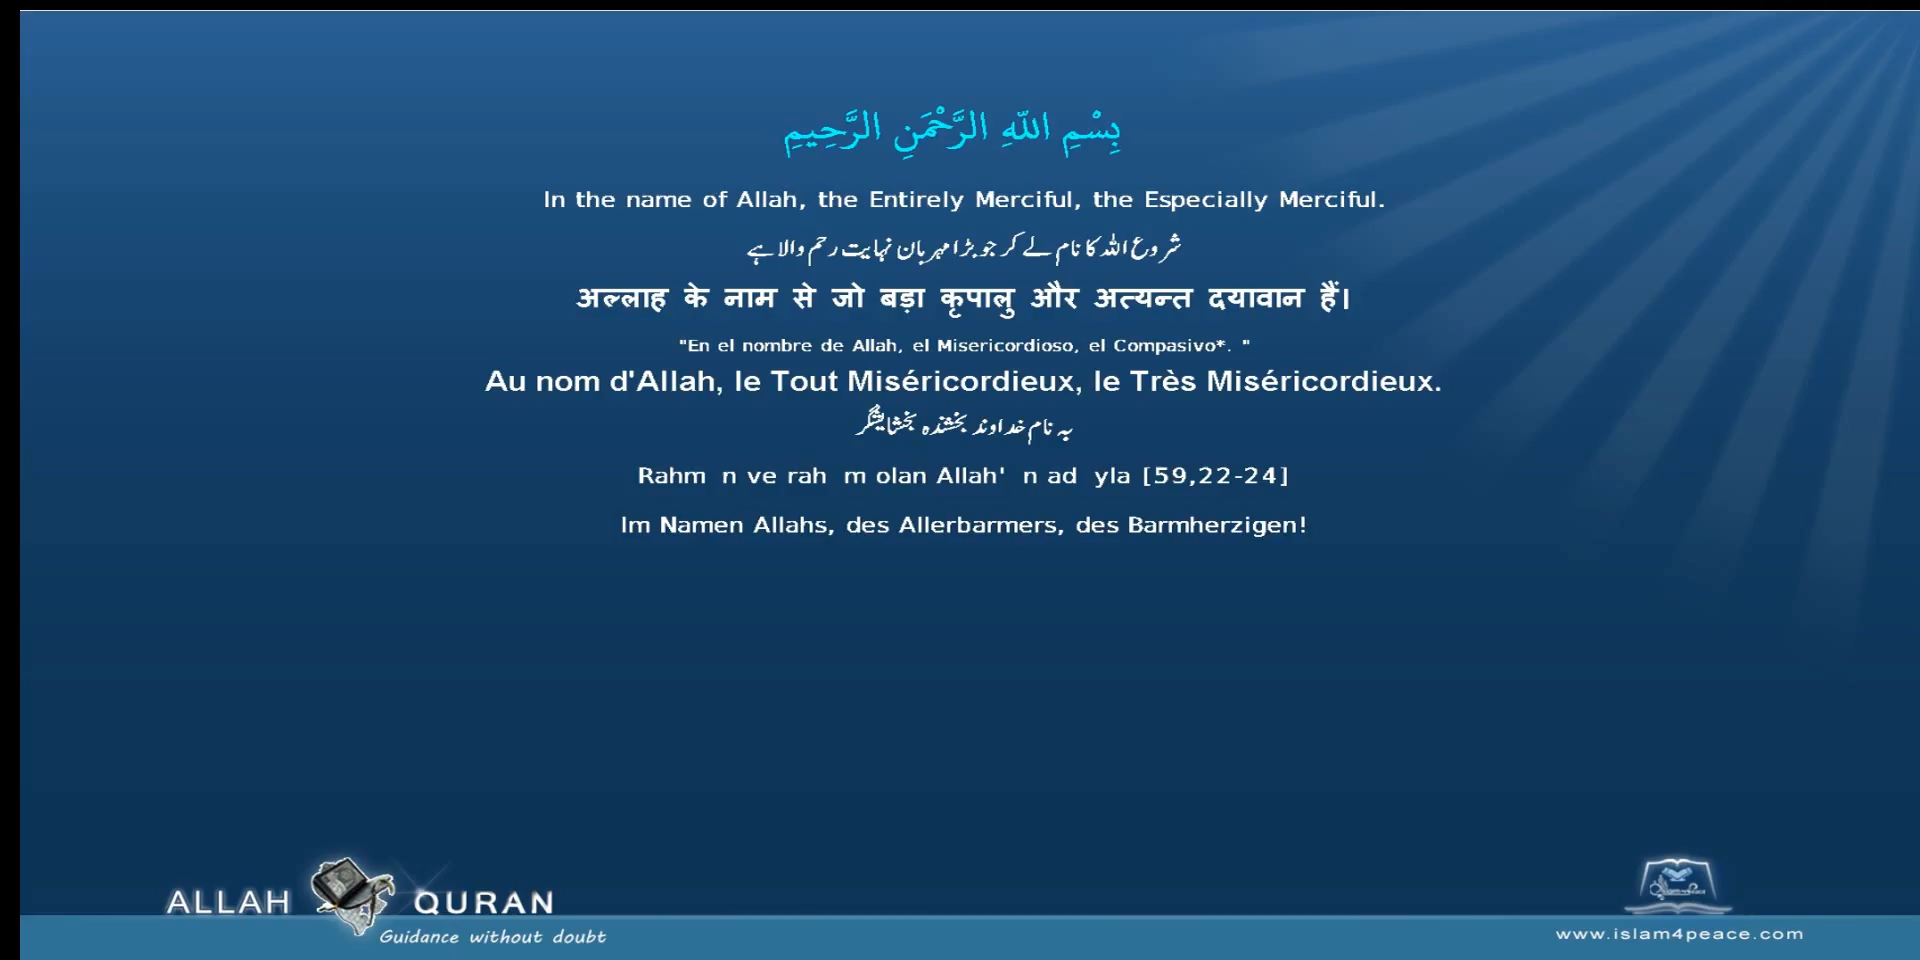 بِسْمِ اللّٰهِ الرَّحْمَنِ الرَّحِيمِ
In the name of Allah, the Entirely Merciful, the Especially Merciful.
شروع الله کا نام لے کر جو بڑا مہربان نہایت رحم والا ہے
अल्लाह के नाम से जो बड़ा कृपालु और अत्यन्त दयावान हैं।
"En el nombre de Allah, el Misericordioso, el Compasivo*. "
Au nom d'Allah, le Tout Miséricordieux, le Très Miséricordieux.
به نام خداوند بخشنده بخشایشگر
Rahm n ve rah m olan Allah' n ad yla [59,22-24]
Im Namen Allahs, des Allerbarmers, des Barmherzigen!
ALLAH QURAN
Guidance without doubt
www.islam4peace.com